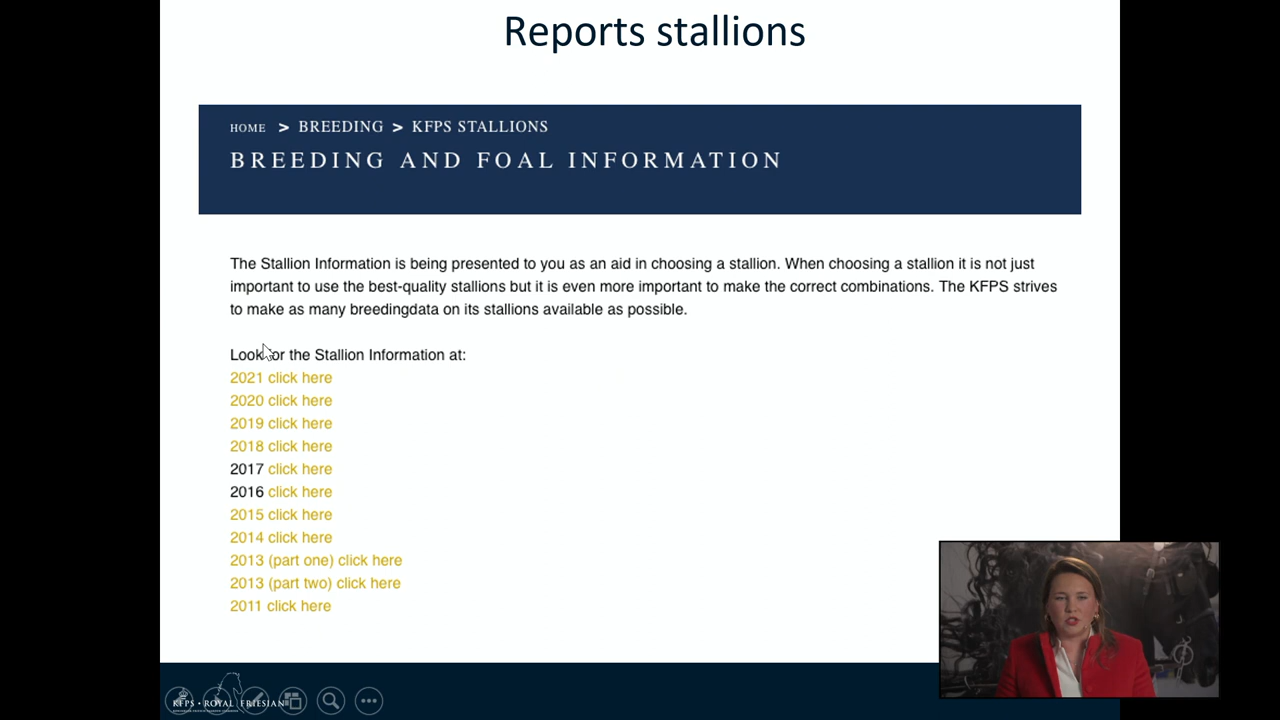 Reports stallions
HOME > BREEDING > KFPS STALLIONS
BREEDING AND FOAL INFORMATION
The Stallion Information is being presented to you as an aid in choosing a stallion. When choosing a stallion it is not just
important to use the best-quality stallions but it is even more important to make the correct combinations. The KFPS strives
to make as many breedingdata on its stallions available as possible.
Look for the Stallion Information at:
2021 click here
2020 click here
2019 click here
2018 click here
2017 click here
2016 click here
2015 click here
2014 click here
2013 (part one) click here
2013 (part two) click here
2011 click here
KFPS • ROYAL FRIESIAN